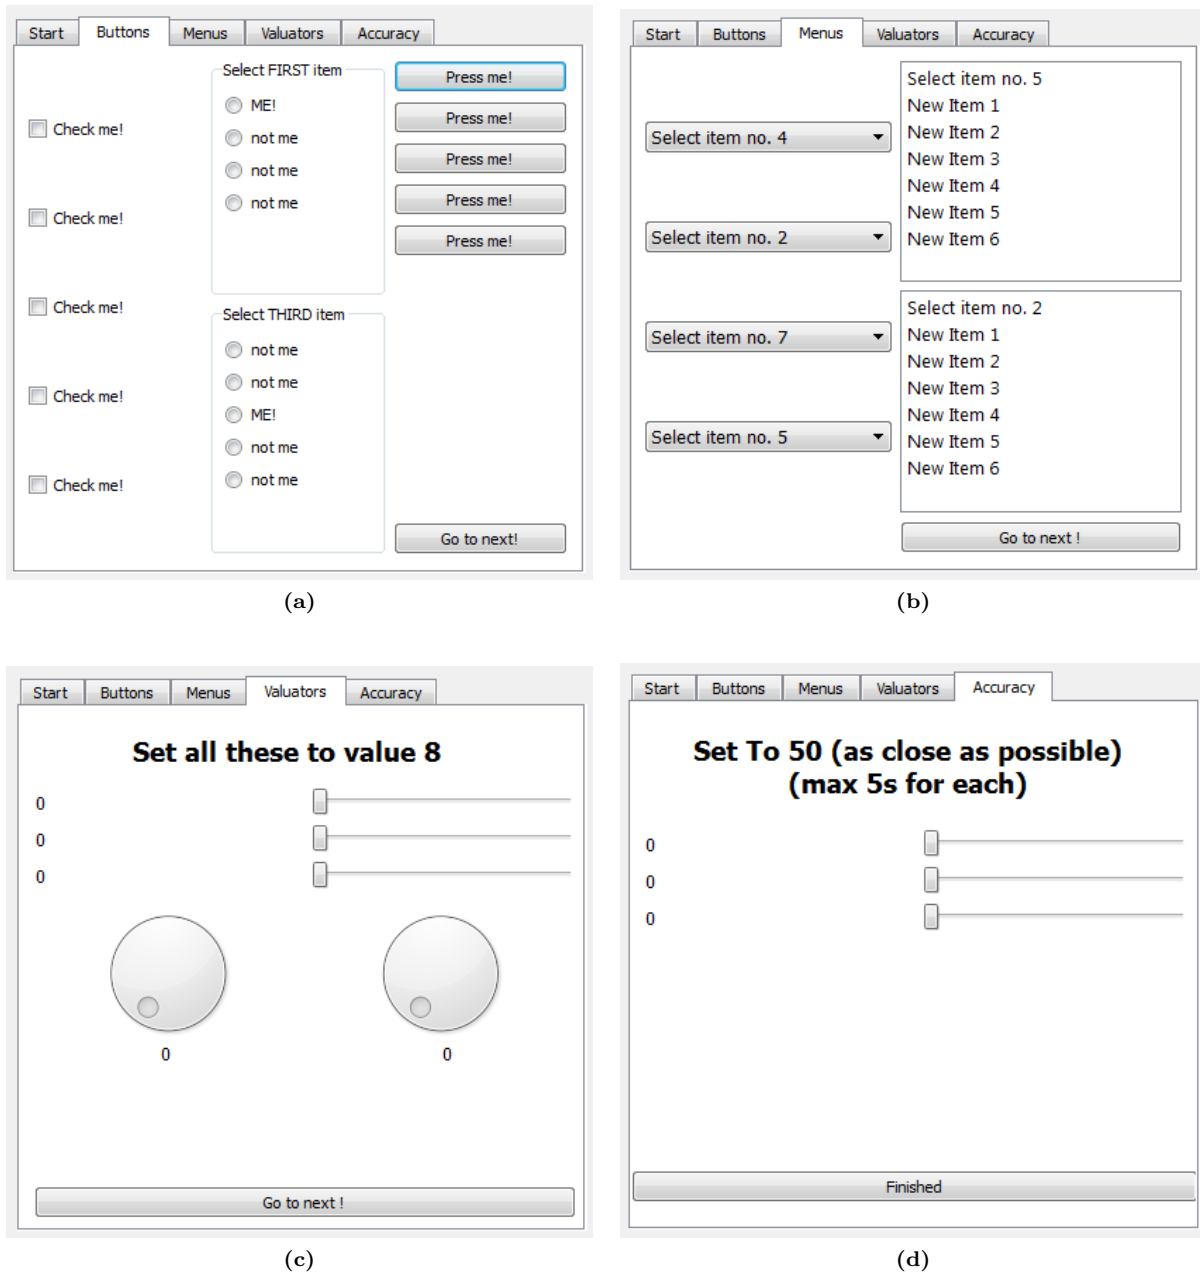 Start Buttons Menus Valuators Accuracy
Check me!
Check me!
Check me!
Check me!
Check me!
Select FIRST item
ME!
not me
not me
not me
Select THIRD item
not me
not me
ME!
not me
not me
Press me!
Press me!
Press me!
Press me!
Press me!
Go to next!
(a)
Start Buttons Menus Valuators Accuracy
Select item no. 4
Select item no. 2
Select item no. 7
Select item no. 5
Select item no. 5
New Item 1
New Item 2
New Item 3
New Item 4
New Item 5
New Item 6
Select item no. 2
New Item 1
New Item 2
New Item 3
New Item 4
New Item 5
New Item 6
Go to next !
(b)
Start Buttons Menus Valuators Accuracy
Set all these to value 8
0
0
0
0 0
Go to next !
(c)
Start Buttons Menus Valuators Accuracy
Set To 50 (as close as possible)
(max 5s for each)
0
0
0
Finished
(d)